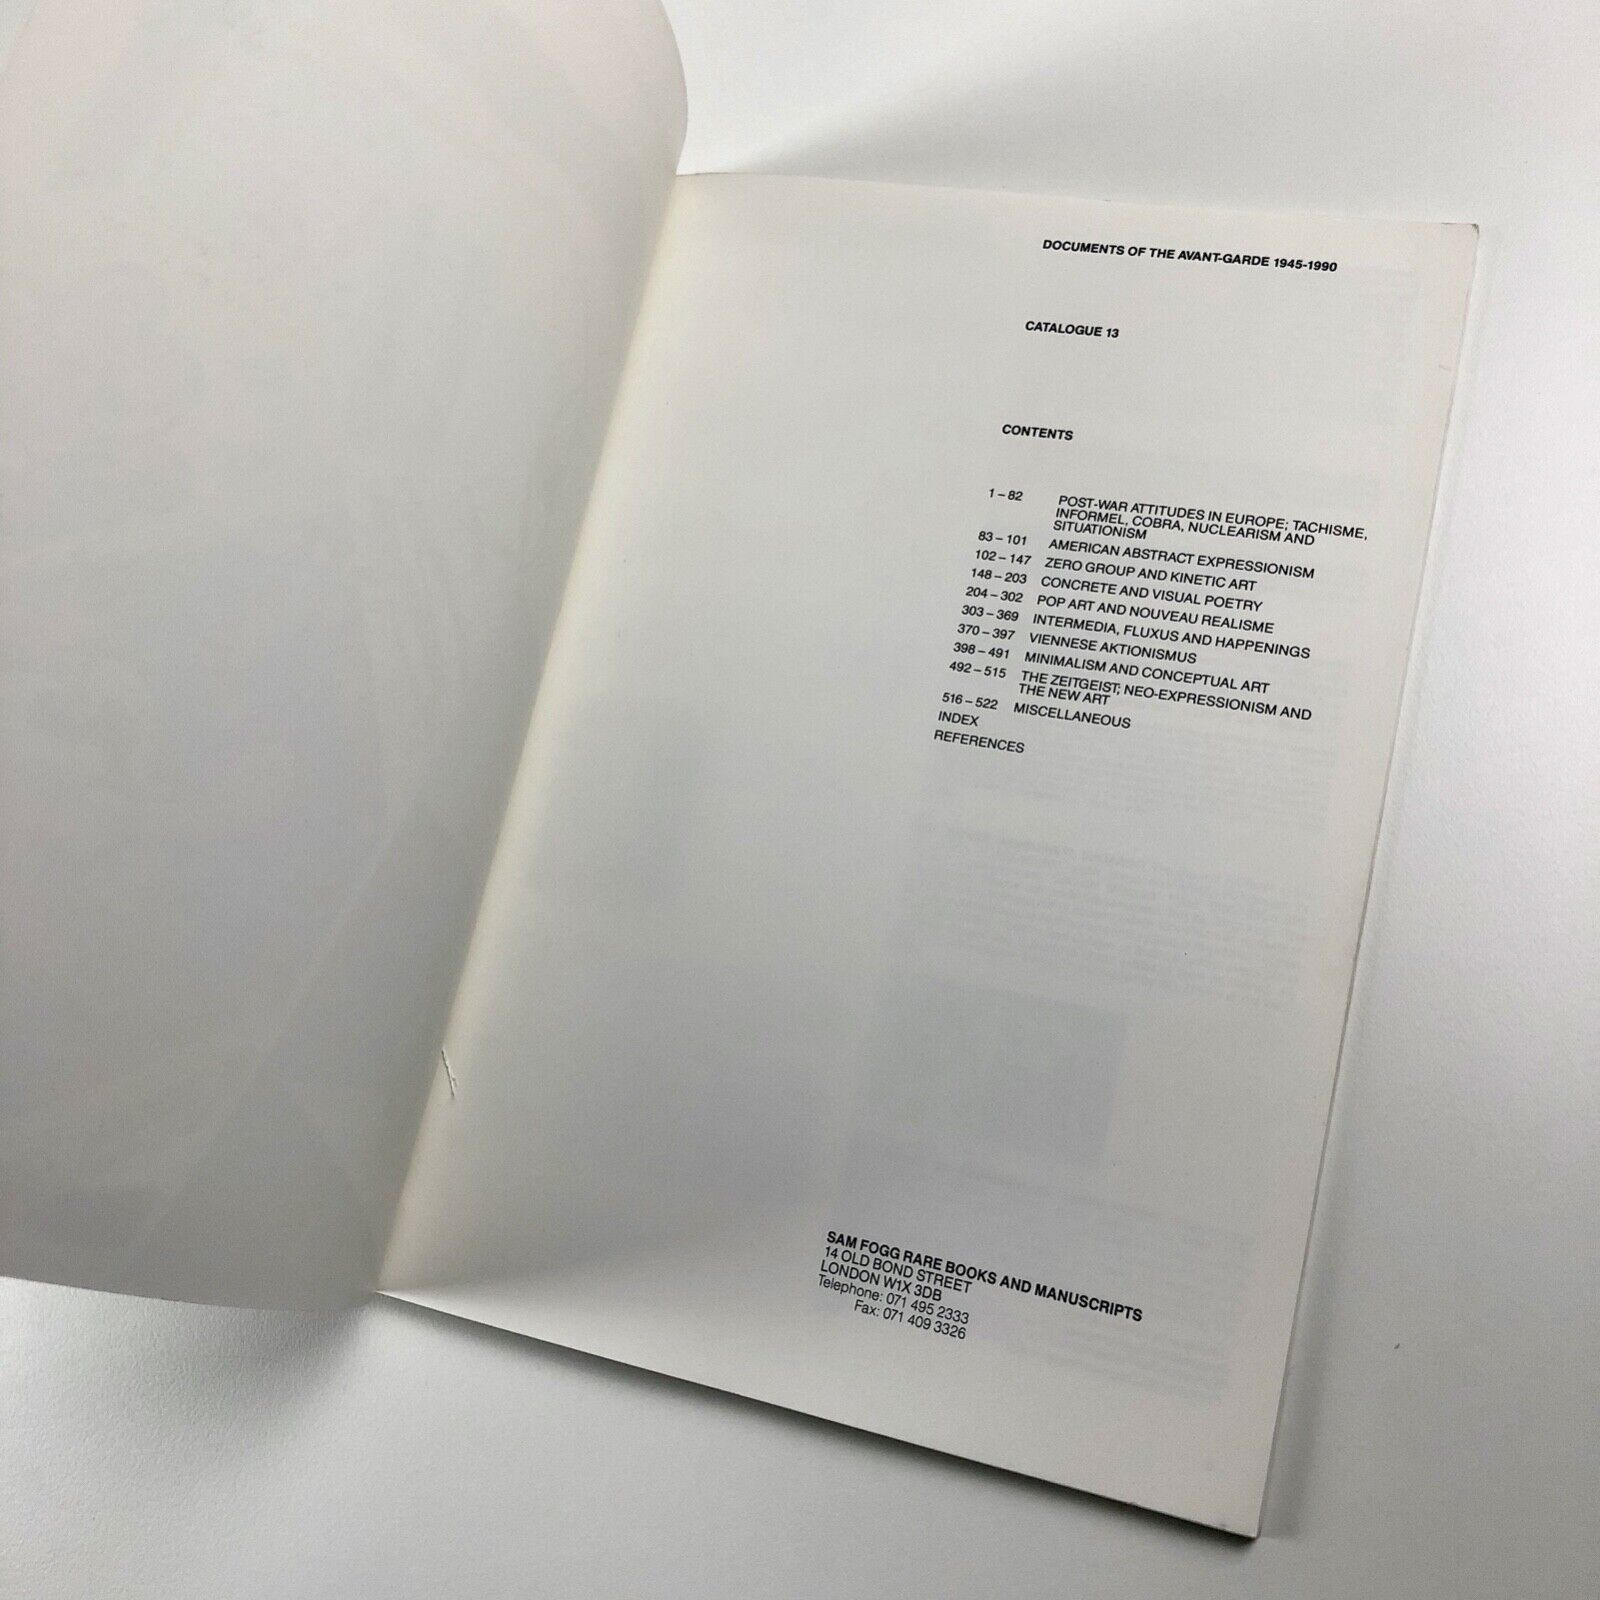 DOCUMENTS OF THE AVANT-GARDE 1945-1990
CATALOGUE 13
CONTENTS
1 – 82 POST-WAR ATTITUDES IN EUROPE; TACHISME,
INFORMEL, COBRA, NUCLEARISM AND
SITUATIONISM
83 – 101 AMERICAN ABSTRACT EXPRESSIONISM
102 – 147 ZERO GROUP AND KINETIC ART
148 – 203 CONCRETE AND VISUAL POETRY
204 – 302 POP ART AND NOUVEAU REALISME
303 – 369 INTERMEDIA, FLUXUS AND HAPPENINGS
370 – 397 VIENNESE AKTIONISMUS
398 – 491 MINIMALISM AND CONCEPTUAL ART
492 – 515 THE ZEITGEIST; NEO-EXPRESSIONISM AND
THE NEW ART
516 – 522 MISCELLANEOUS
INDEX
REFERENCES
SAM FOGG RARE BOOKS AND MANUSCRIPTS
14 OLD BOND STREET
LONDON W1X 3DB
Telephone: 071 495 2333
Fax: 071 409 3326